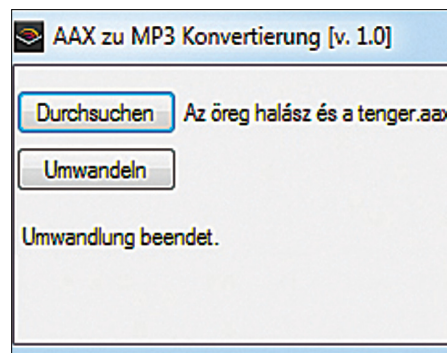 AAX zu MP3 Konvertierung [v. 1.0]
Durchsuchen Az öreg halász és a tenger.aax
Umwandeln
Umwandlung beendet.